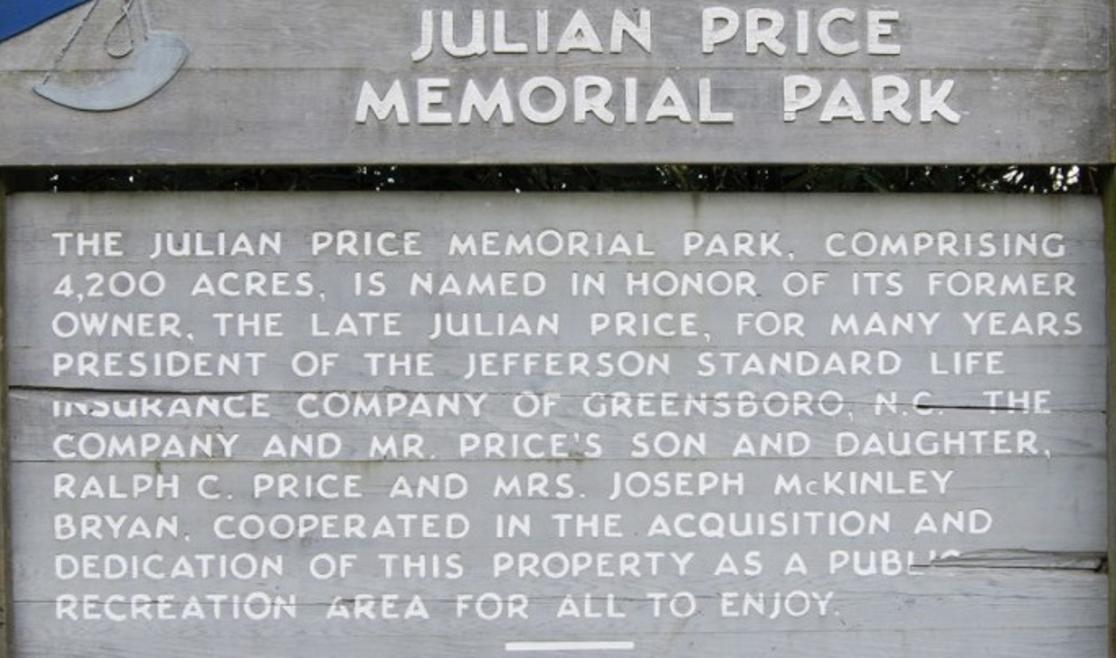 JULIAN PRICE
MEMORIAL PARK
THE JULIAN PRICE MEMORIAL PARK, COMPRISING
4,200 ACRES, IS NAMED IN HONOR OF ITS FORMER
OWNER, THE LATE JULIAN PRICE, FOR MANY YEARS
PRESIDENT OF THE JEFFERSON STANDARD LIFE
INSURANCE COMPANY OF GREENSBORO, N.C. THE
COMPANY AND MR. PRICE'S SON AND DAUGHTER,
RALPH C. PRICE AND MRS. JOSEPH McKINLEY
BRYAN, COOPERATED IN THE ACQUISITION AND
DEDICATION OF THIS PROPERTY AS A PUBLIC
RECREATION AREA FOR ALL TO ENJOY.